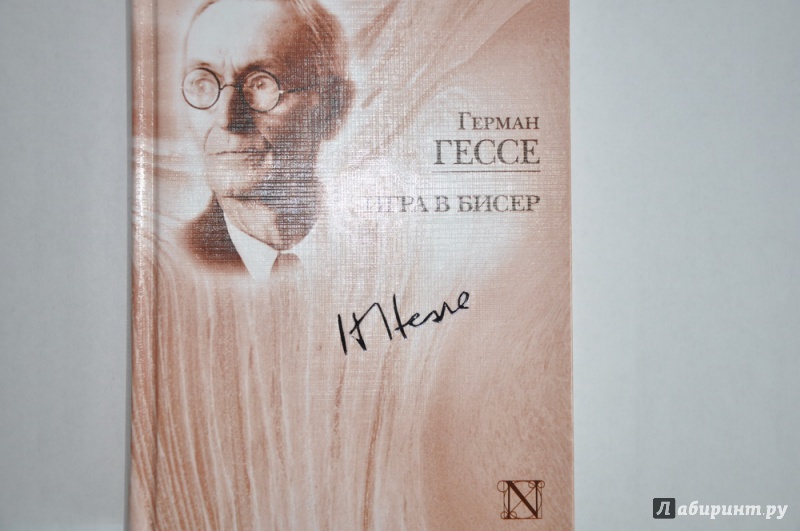 Герман
ГЕССЕ
ИГРА В БИСЕР
H Hesse
N
Лабиринт.ру